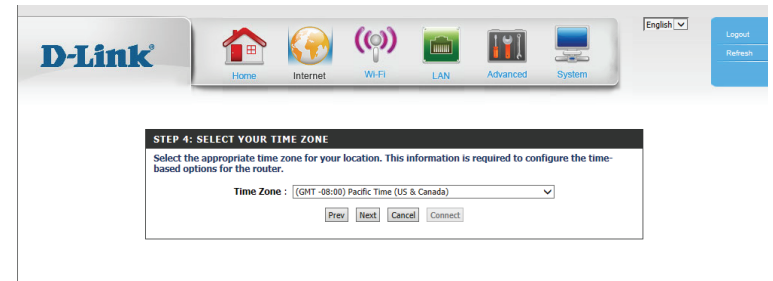 English
Logout
Refresh
D-Link®
Home Internet Wi-Fi LAN Advanced System
STEP 4: SELECT YOUR TIME ZONE
Select the appropriate time zone for your location. This information is required to configure the time-
based options for the router.
Time Zone : (GMT -08:00) Pacific Time (US & Canada)
Prev Next Cancel Connect